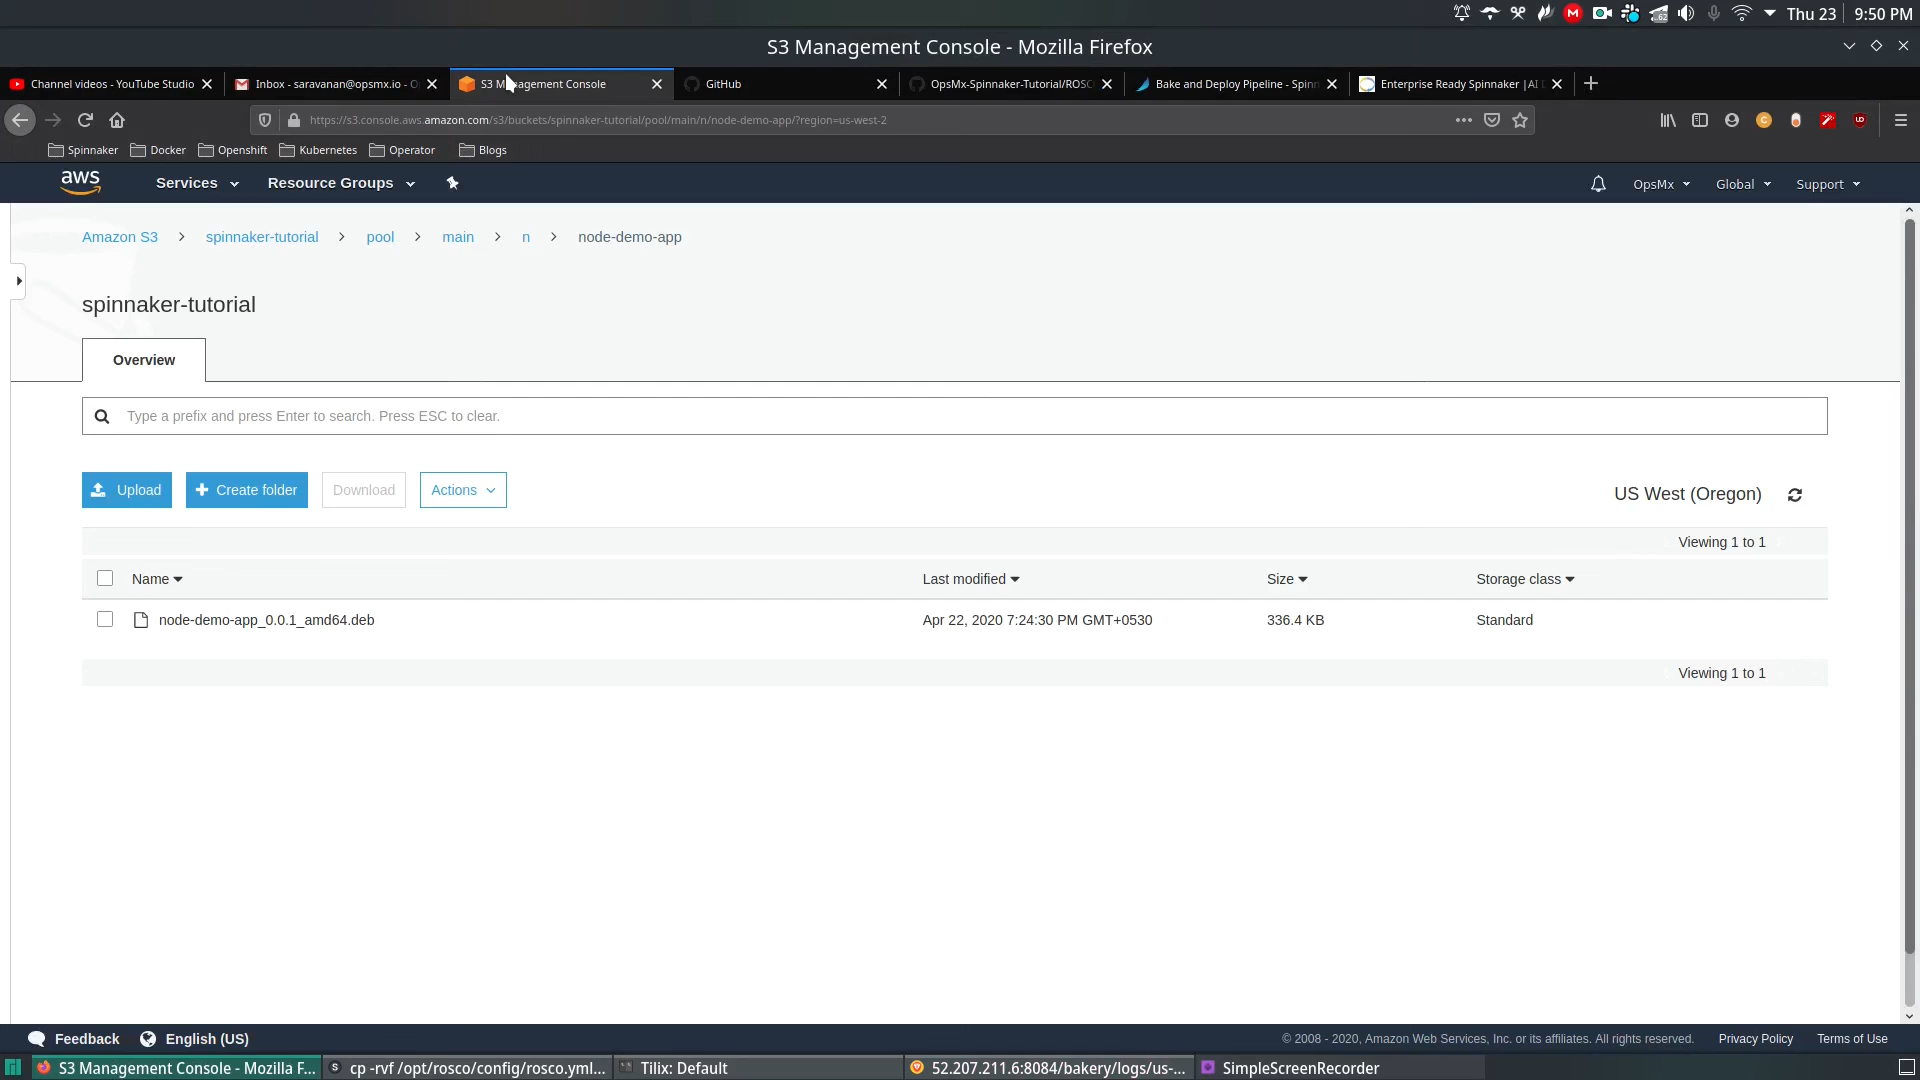 62
Thu 23
9:50 PM
S3 Management Console - Mozilla Firefox
Channel videos - YouTube Studio
Inbox - saravanan@opsmx.io - O
S3 Management Console
GitHub
OpsMx-Spinnaker-Tutorial/ROSC
Bake and Deploy Pipeline - Spinn
Enterprise Ready Spinnaker |AI D
https://s3.console.aws.amazon.com/s3/buckets/spinnaker-tutorial/pool/main/n/node-demo-app/?region=us-west-2
Spinnaker
Docker
Openshift
Kubernetes
Operator
Blogs
aws
Services
Resource Groups
OpsMx
Global
Support
Amazon S3
spinnaker-tutorial
pool
main
n
node-demo-app
spinnaker-tutorial
Overview
Type a prefix and press Enter to search. Press ESC to clear.
Upload
Create folder
Download
Actions
US West (Oregon)
Viewing 1 to 1
Name
Last modified
Size
Storage class
node-demo-app_0.0.1_amd64.deb
Apr 22, 2020 7:24:30 PM GMT+0530
336.4 KB
Standard
Viewing 1 to 1
Feedback
English (US)
© 2008 - 2020, Amazon Web Services, Inc. or its affiliates. All rights reserved.
Privacy Policy
Terms of Use
S3 Management Console - Mozilla F...
cp -rvf /opt/rosco/config/rosco.yml...
Tilix: Default
52.207.211.6:8084/bakery/logs/us-...
SimpleScreenRecorder